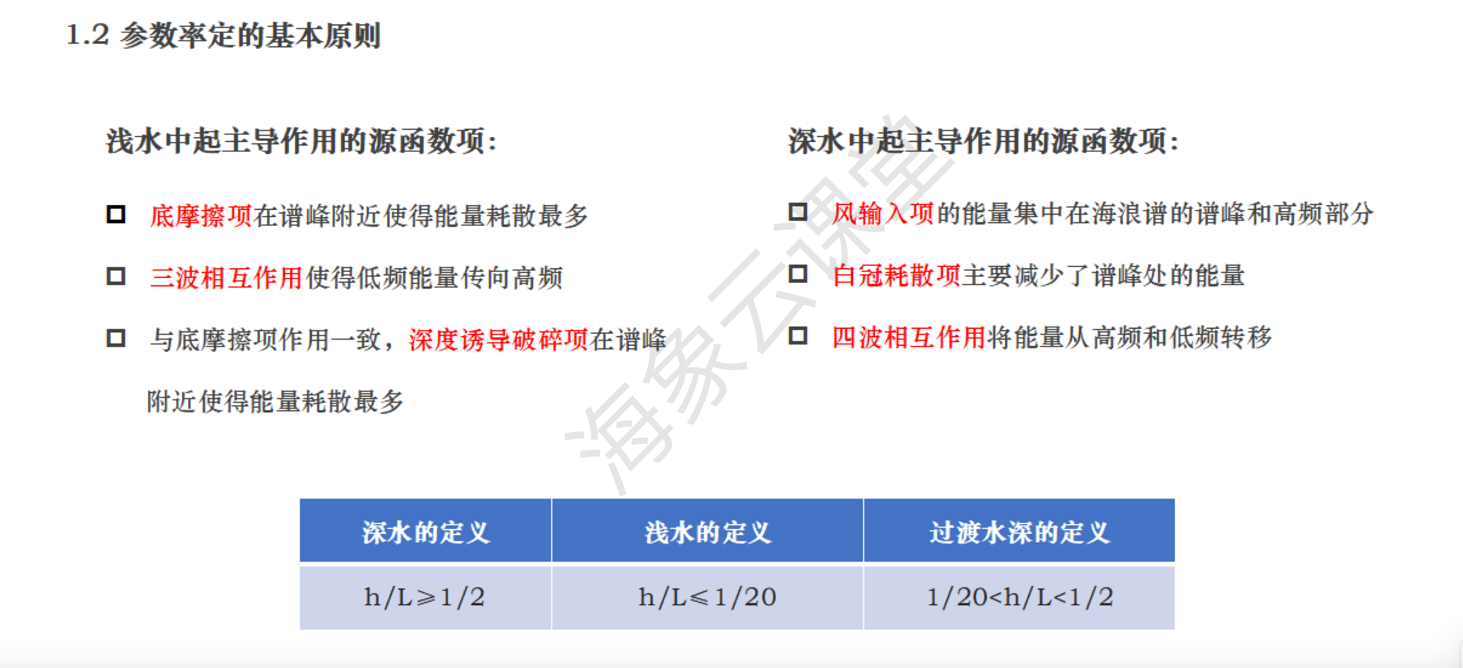 1.2 参数率定的基本原则
浅水中起主导作用的源函数项：
底摩擦项在谱峰附近使得能量耗散最多
三波相互作用使得低频能量传向高频
与底摩擦项作用一致，深度诱导破碎项在谱峰
附近使得能量耗散最多
深水中起主导作用的源函数项：
风输入项的能量集中在海浪谱的谱峰和高频部分
白冠耗散项主要减少了谱峰处的能量
四波相互作用将能量从高频和低频转移
海象云课堂
深水的定义 浅水的定义 过渡水深的定义
h/L≥1/2 h/L≤1/20 1/20<h/L<1/2